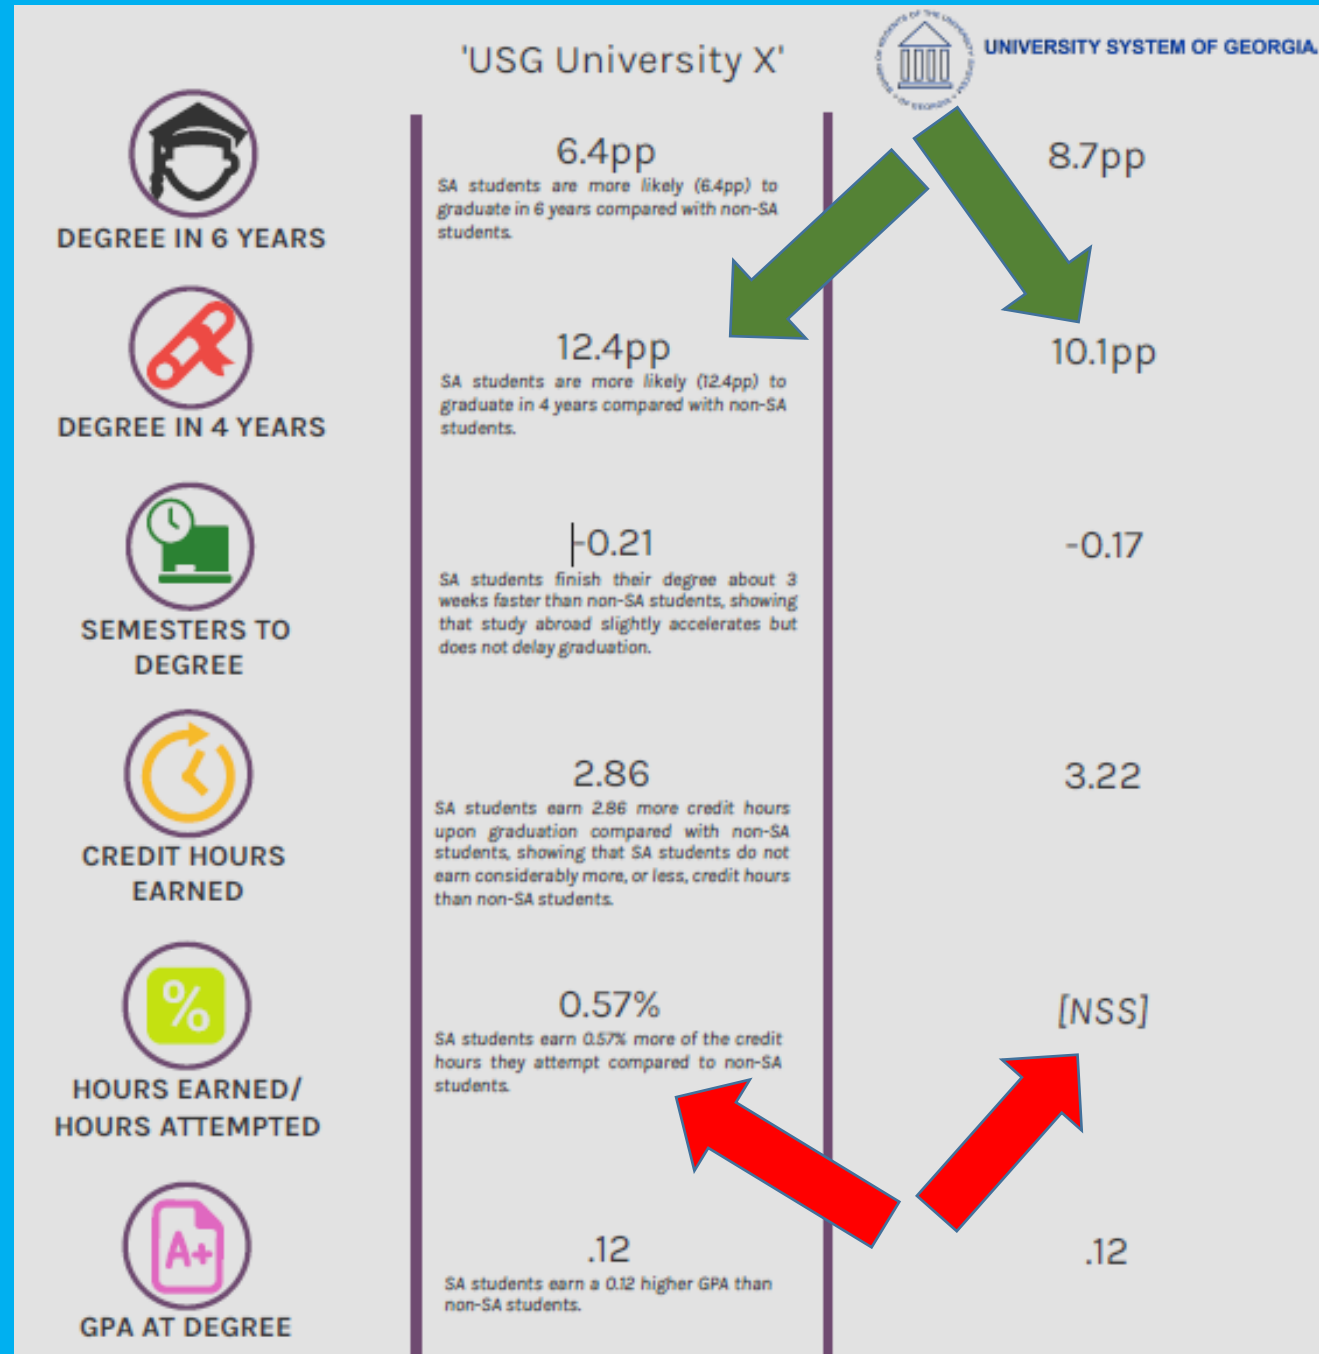 'USG University X'
UNIVERSITY SYSTEM OF GEORGIA
DEGREE IN 6 YEARS
6.4pp
SA students are more likely (6.4pp) to
graduate in 6 years compared with non-SA
students.
8.7pp
DEGREE IN 4 YEARS
12.4pp
SA students are more likely (12.4pp) to
graduate in 4 years compared with non-SA
students.
10.1pp
SEMESTERS TO
DEGREE
-0.21
SA students finish their degree about 3
weeks faster than non-SA students, showing
that study abroad slightly accelerates but
does not delay graduation.
-0.17
CREDIT HOURS
EARNED
2.86
SA students earn 2.86 more credit hours
upon graduation compared with non-SA
students, showing that SA students do not
earn considerably more, or less, credit hours
than non-SA students.
3.22
%
HOURS EARNED/
HOURS ATTEMPTED
0.57%
SA students earn 0.57% more of the credit
hours they attempt compared to non-SA
students.
[NSS]
A+
GPA AT DEGREE
.12
SA students earn a 0.12 higher GPA than
non-SA students.
.12